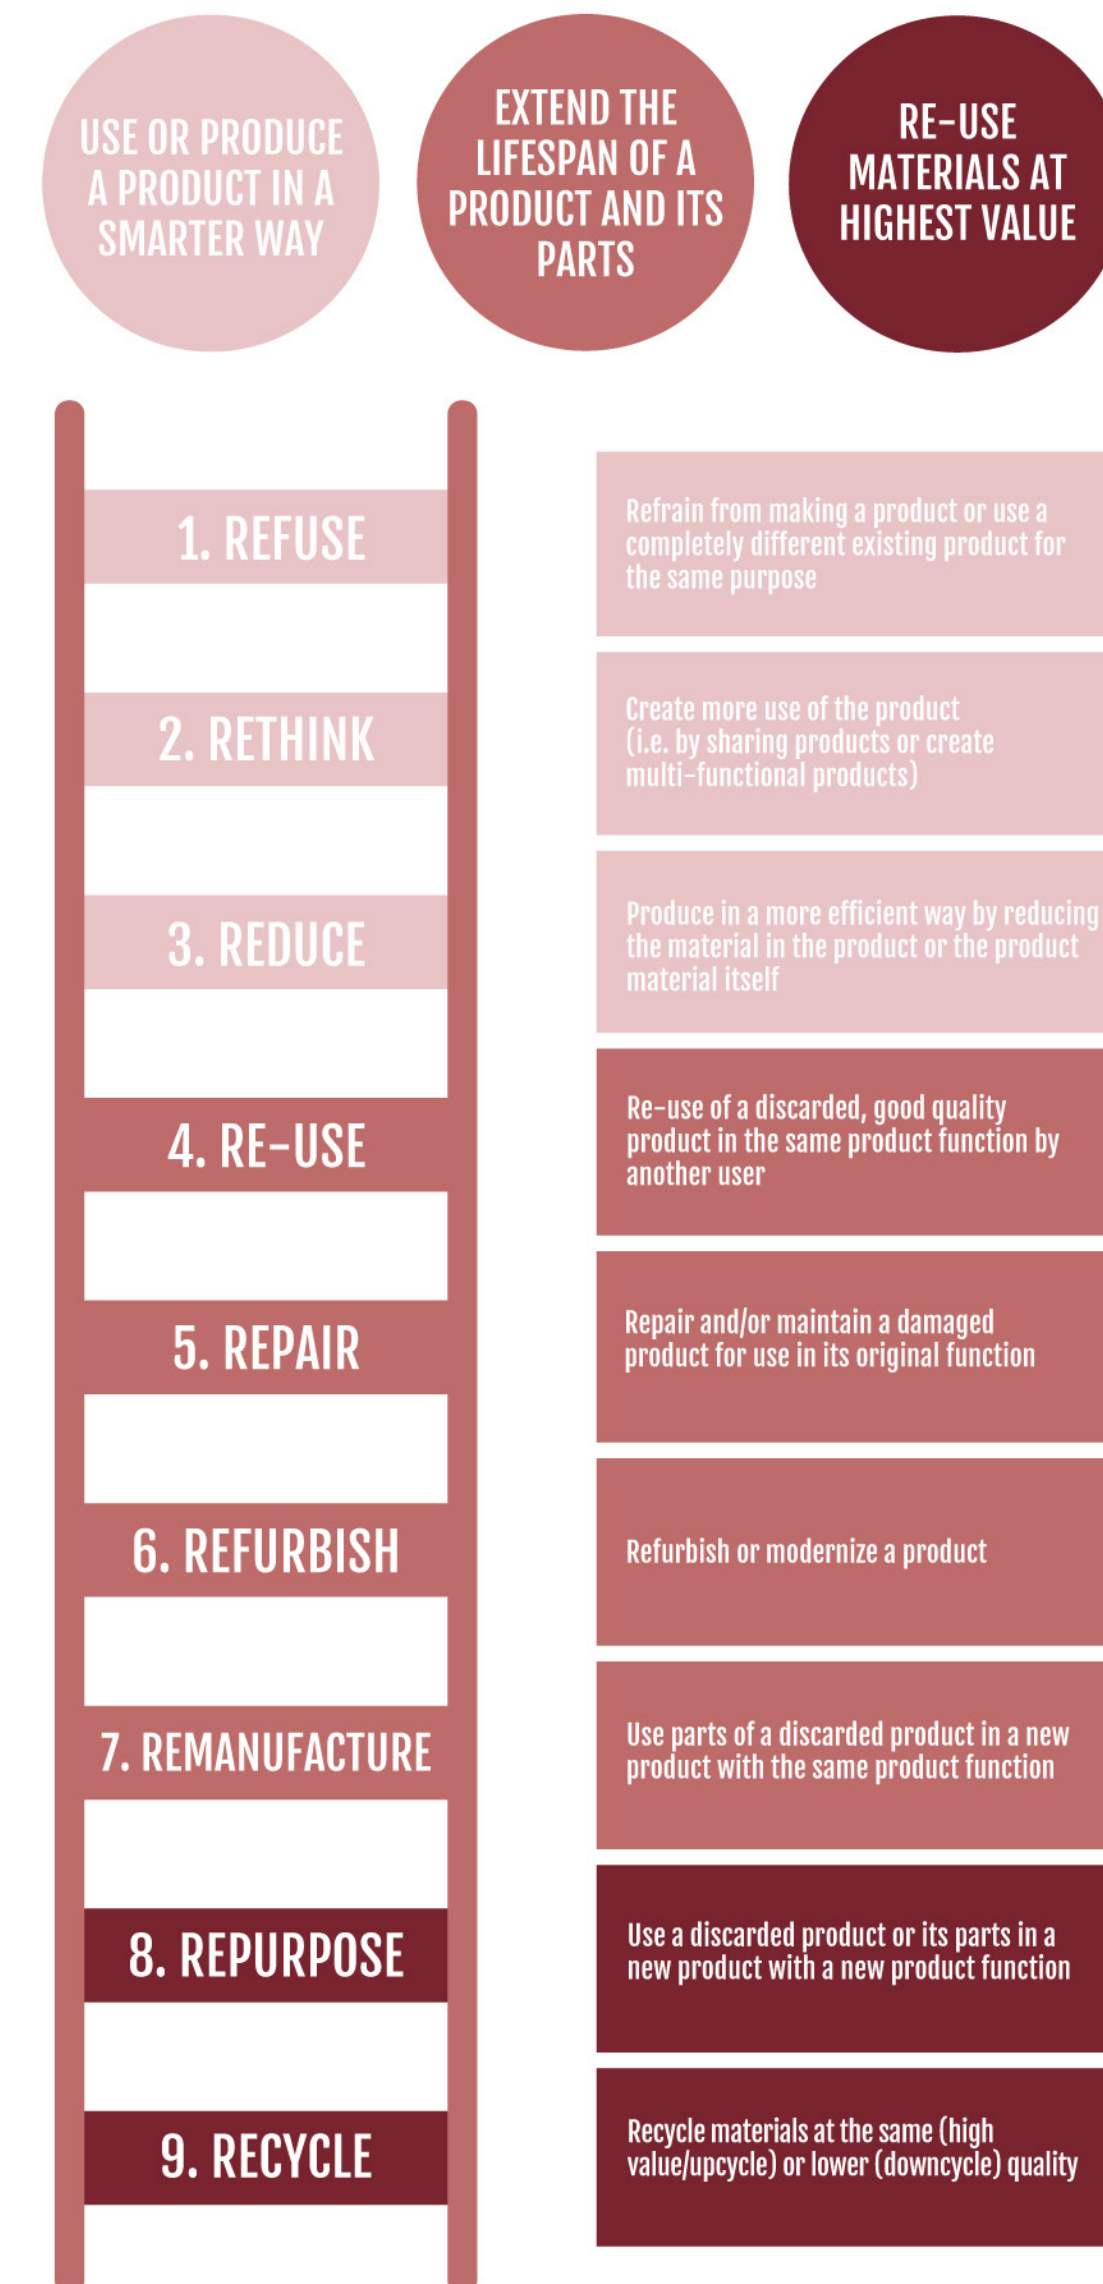 USE OR PRODUCE
A PRODUCT IN A
SMARTER WAY
EXTEND THE
LIFESPAN OF A
PRODUCT AND ITS
PARTS
RE-USE
MATERIALS AT
HIGHEST VALUE
1. REFUSE
Refrain from making a product or use a
completely different existing product for
the same purpose
2. RETHINK
Create more use of the product
(i.e. by sharing products or create
multi-functional products)
3. REDUCE
Produce in a more efficient way by reducing
the material in the product or the product
material itself
4. RE-USE
Re-use of a discarded, good quality
product in the same product function by
another user
5. REPAIR
Repair and/or maintain a damaged
product for use in its original function
6. REFURBISH
Refurbish or modernize a product
7. REMANUFACTURE
Use parts of a discarded product in a new
product with the same product function
8. REPURPOSE
Use a discarded product or its parts in a
new product with a new product function
9. RECYCLE
Recycle materials at the same (high
value/upcycle) or lower (downcycle) quality